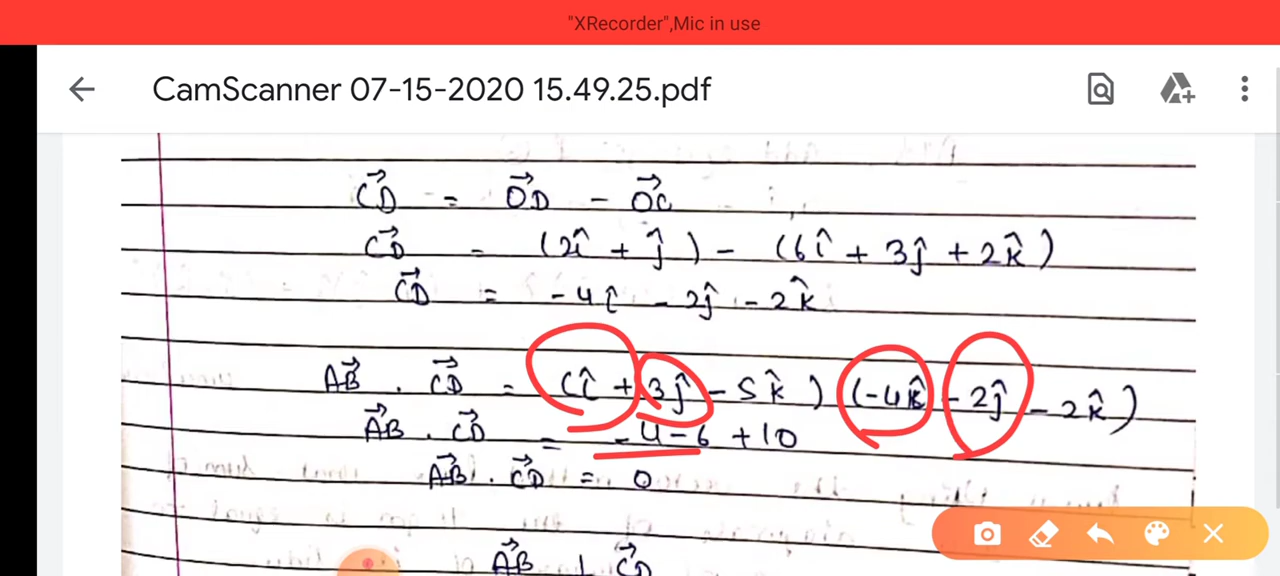 "XRecorder",Mic in use
CamScanner 07-15-2020 15.49.25.pdf
CD⃗ = OD⃗ - OC⃗
CD⃗ = (2î + ĵ) - (6î + 3ĵ + 2k̂)
CD⃗ = -4î - 2ĵ - 2k̂
AB⃗ . CD⃗ = (î + 3ĵ - 5k̂) (-4k̂ - 2ĵ - 2k̂)
AB⃗ . CD⃗ = -4-6 +10
AB⃗ . CD⃗ = 0
AB⃗ ⊥ CD⃗